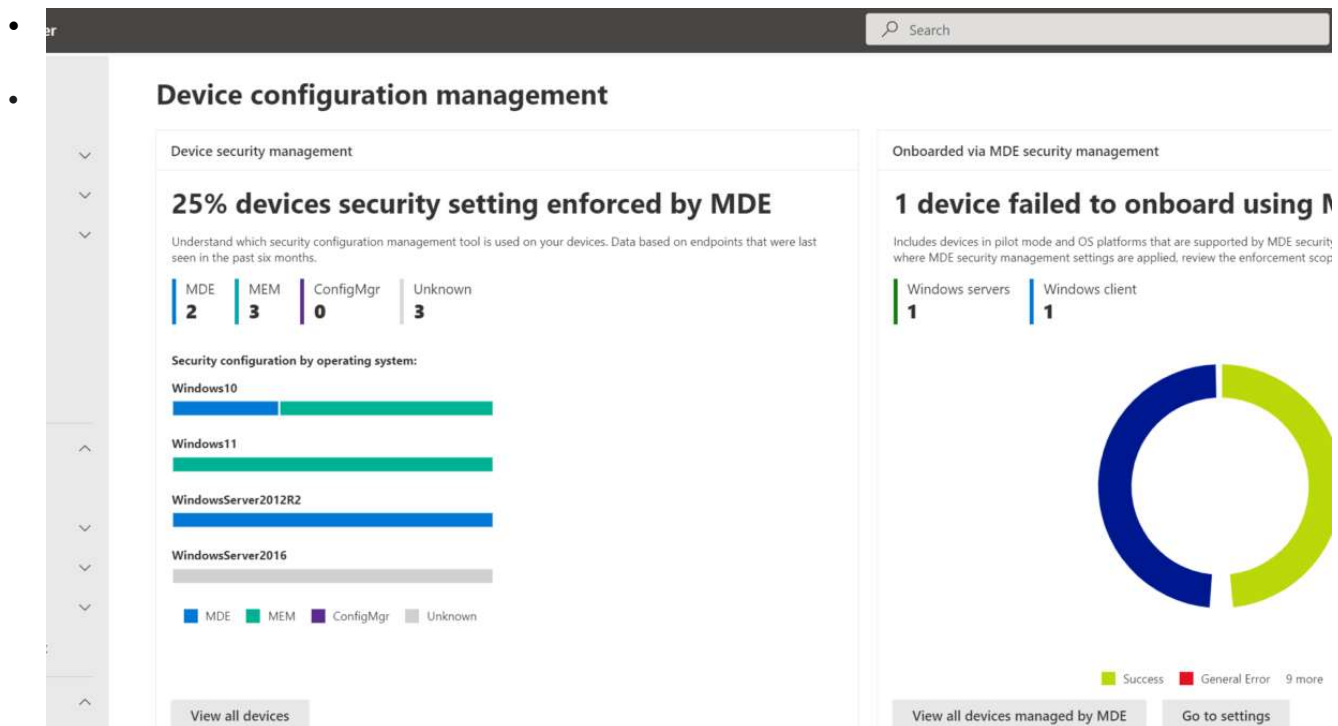 er
Search
Device configuration management
Device security management
25% devices security setting enforced by MDE
Understand which security configuration management tool is used on your devices. Data based on endpoints that were last
seen in the past six months.
MDE MEM ConfigMgr Unknown
2 3 0 3
Security configuration by operating system:
Windows10
Windows11
WindowsServer2012R2
WindowsServer2016
MDE MEM ConfigMgr Unknown
View all devices
Onboarded via MDE security management
1 device failed to onboard using M
Includes devices in pilot mode and OS platforms that are supported by MDE security
where MDE security management settings are applied, review the enforcement scop
Windows servers Windows client
1 1
Success General Error 9 more
View all devices managed by MDE Go to settings